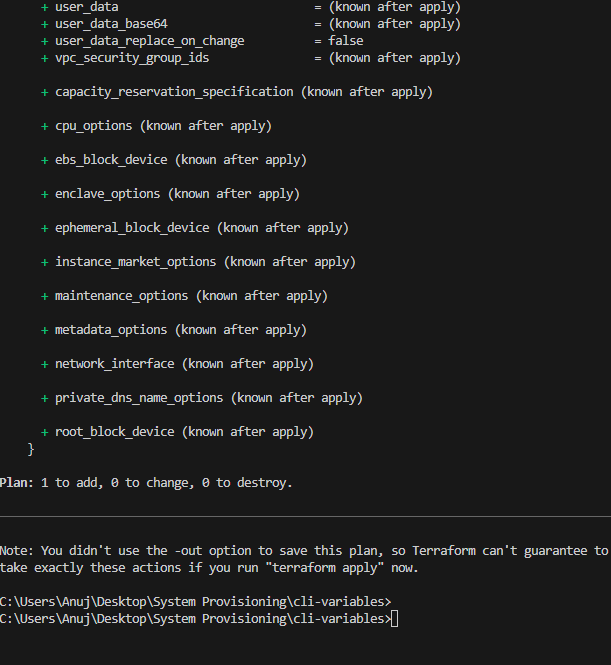 + user_data = (known after apply)
+ user_data_base64 = (known after apply)
+ user_data_replace_on_change = false
+ vpc_security_group_ids = (known after apply)
+ capacity_reservation_specification (known after apply)
+ cpu_options (known after apply)
+ ebs_block_device (known after apply)
+ enclave_options (known after apply)
+ ephemeral_block_device (known after apply)
+ instance_market_options (known after apply)
+ maintenance_options (known after apply)
+ metadata_options (known after apply)
+ network_interface (known after apply)
+ private_dns_name_options (known after apply)
+ root_block_device (known after apply)
}
Plan: 1 to add, 0 to change, 0 to destroy.
Note: You didn't use the -out option to save this plan, so Terraform can't guarantee to
take exactly these actions if you run "terraform apply" now.
C:\Users\Anuj\Desktop\System Provisioning\cli-variables>
C:\Users\Anuj\Desktop\System Provisioning\cli-variables>